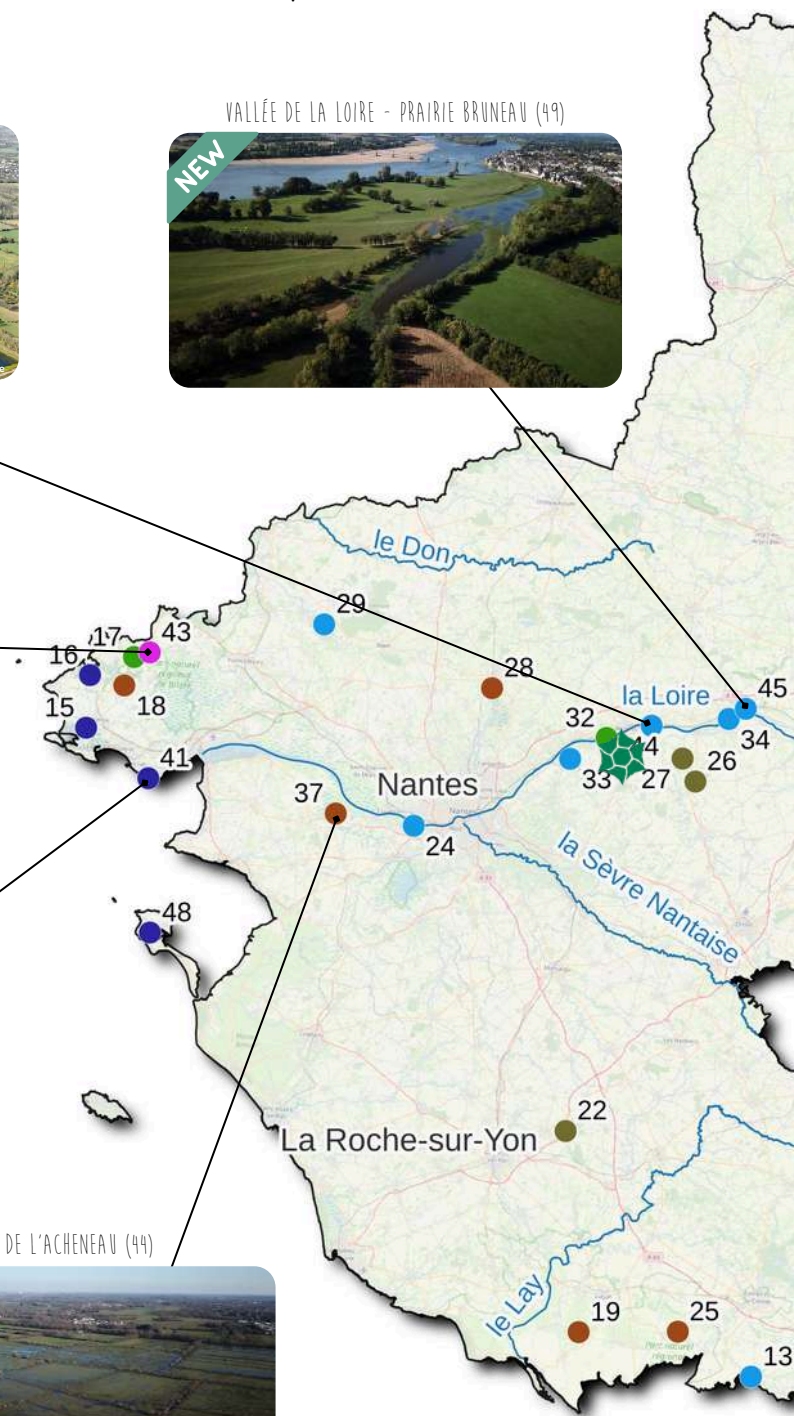 VALLÉE DE LA LOIRE - PRAIRIE BRUNEAU (49)
NEW
le Don
29
17
43
16
28
18
la Loire
45
15
32
44
34
26
41
33
27
37
Nantes
24
la Sèvre Nantaise
48
22
La Roche-sur-Yon
DE L'ACHENEAU (44)
le Lay
19
25
13